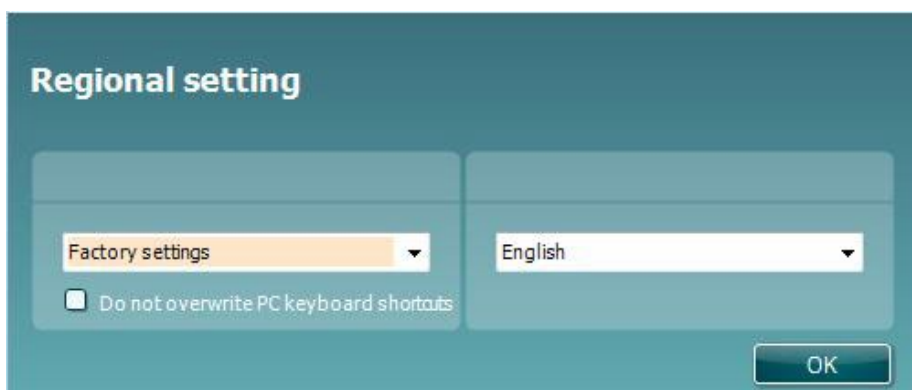 Regional setting
Factory settings
English
Do not overwrite PC keyboard shortcuts
OK